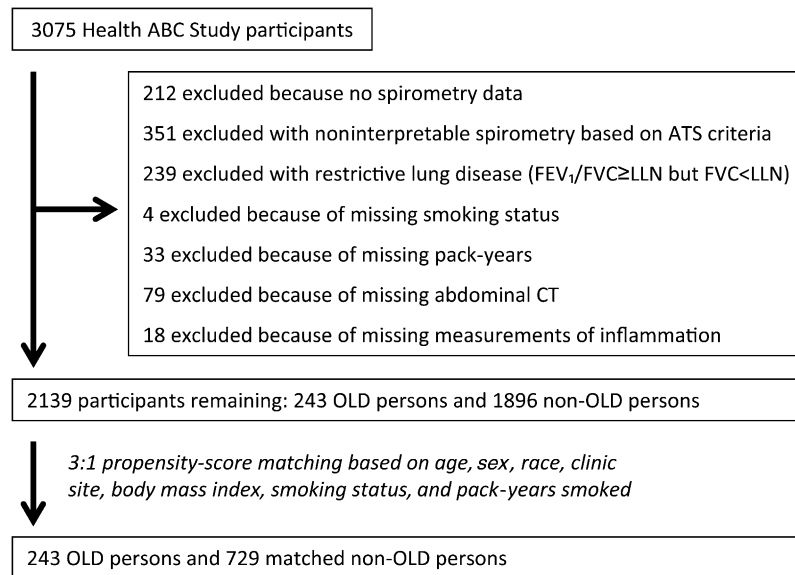 3075 Health ABC Study participants
212 excluded because no spirometry data
351 excluded with noninterpretable spirometry based on ATS criteria
239 excluded with restrictive lung disease (FEV₁/FVC≥LLN but FVC<LLN)
4 excluded because of missing smoking status
33 excluded because of missing pack-years
79 excluded because of missing abdominal CT
18 excluded because of missing measurements of inflammation
2139 participants remaining: 243 OLD persons and 1896 non-OLD persons
3:1 propensity-score matching based on age, sex, race, clinic
site, body mass index, smoking status, and pack-years smoked
243 OLD persons and 729 matched non-OLD persons